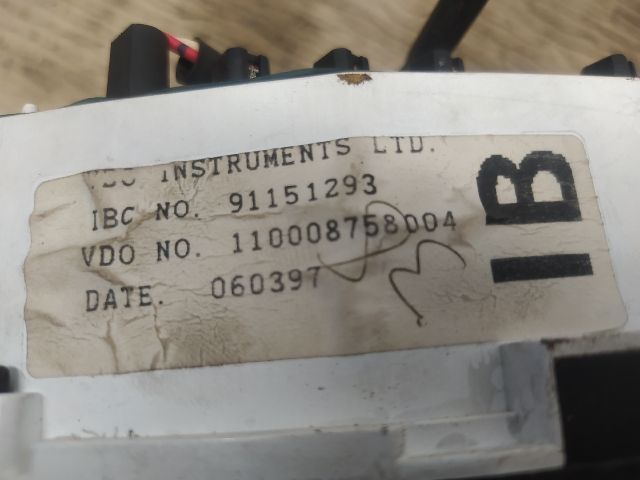 INSTRUMENTS LTD.
IBC NO. 91151293
VDO NO. 110008758004
DATE. 060397
IB